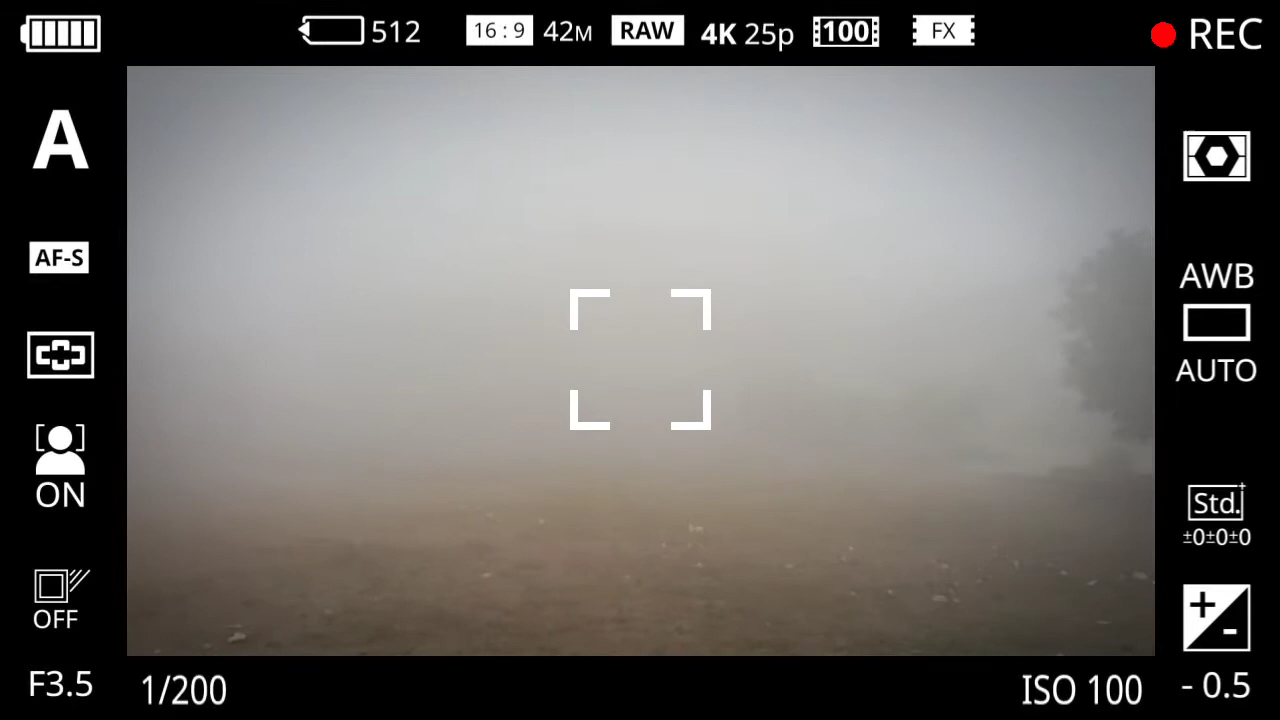 512 16:9 42M RAW 4K 25p 100 FX REC
A
AF-S
AWB
AUTO
ON
Std.+
±0±0±0
OFF
F3.5 1/200 ISO 100 - 0.5